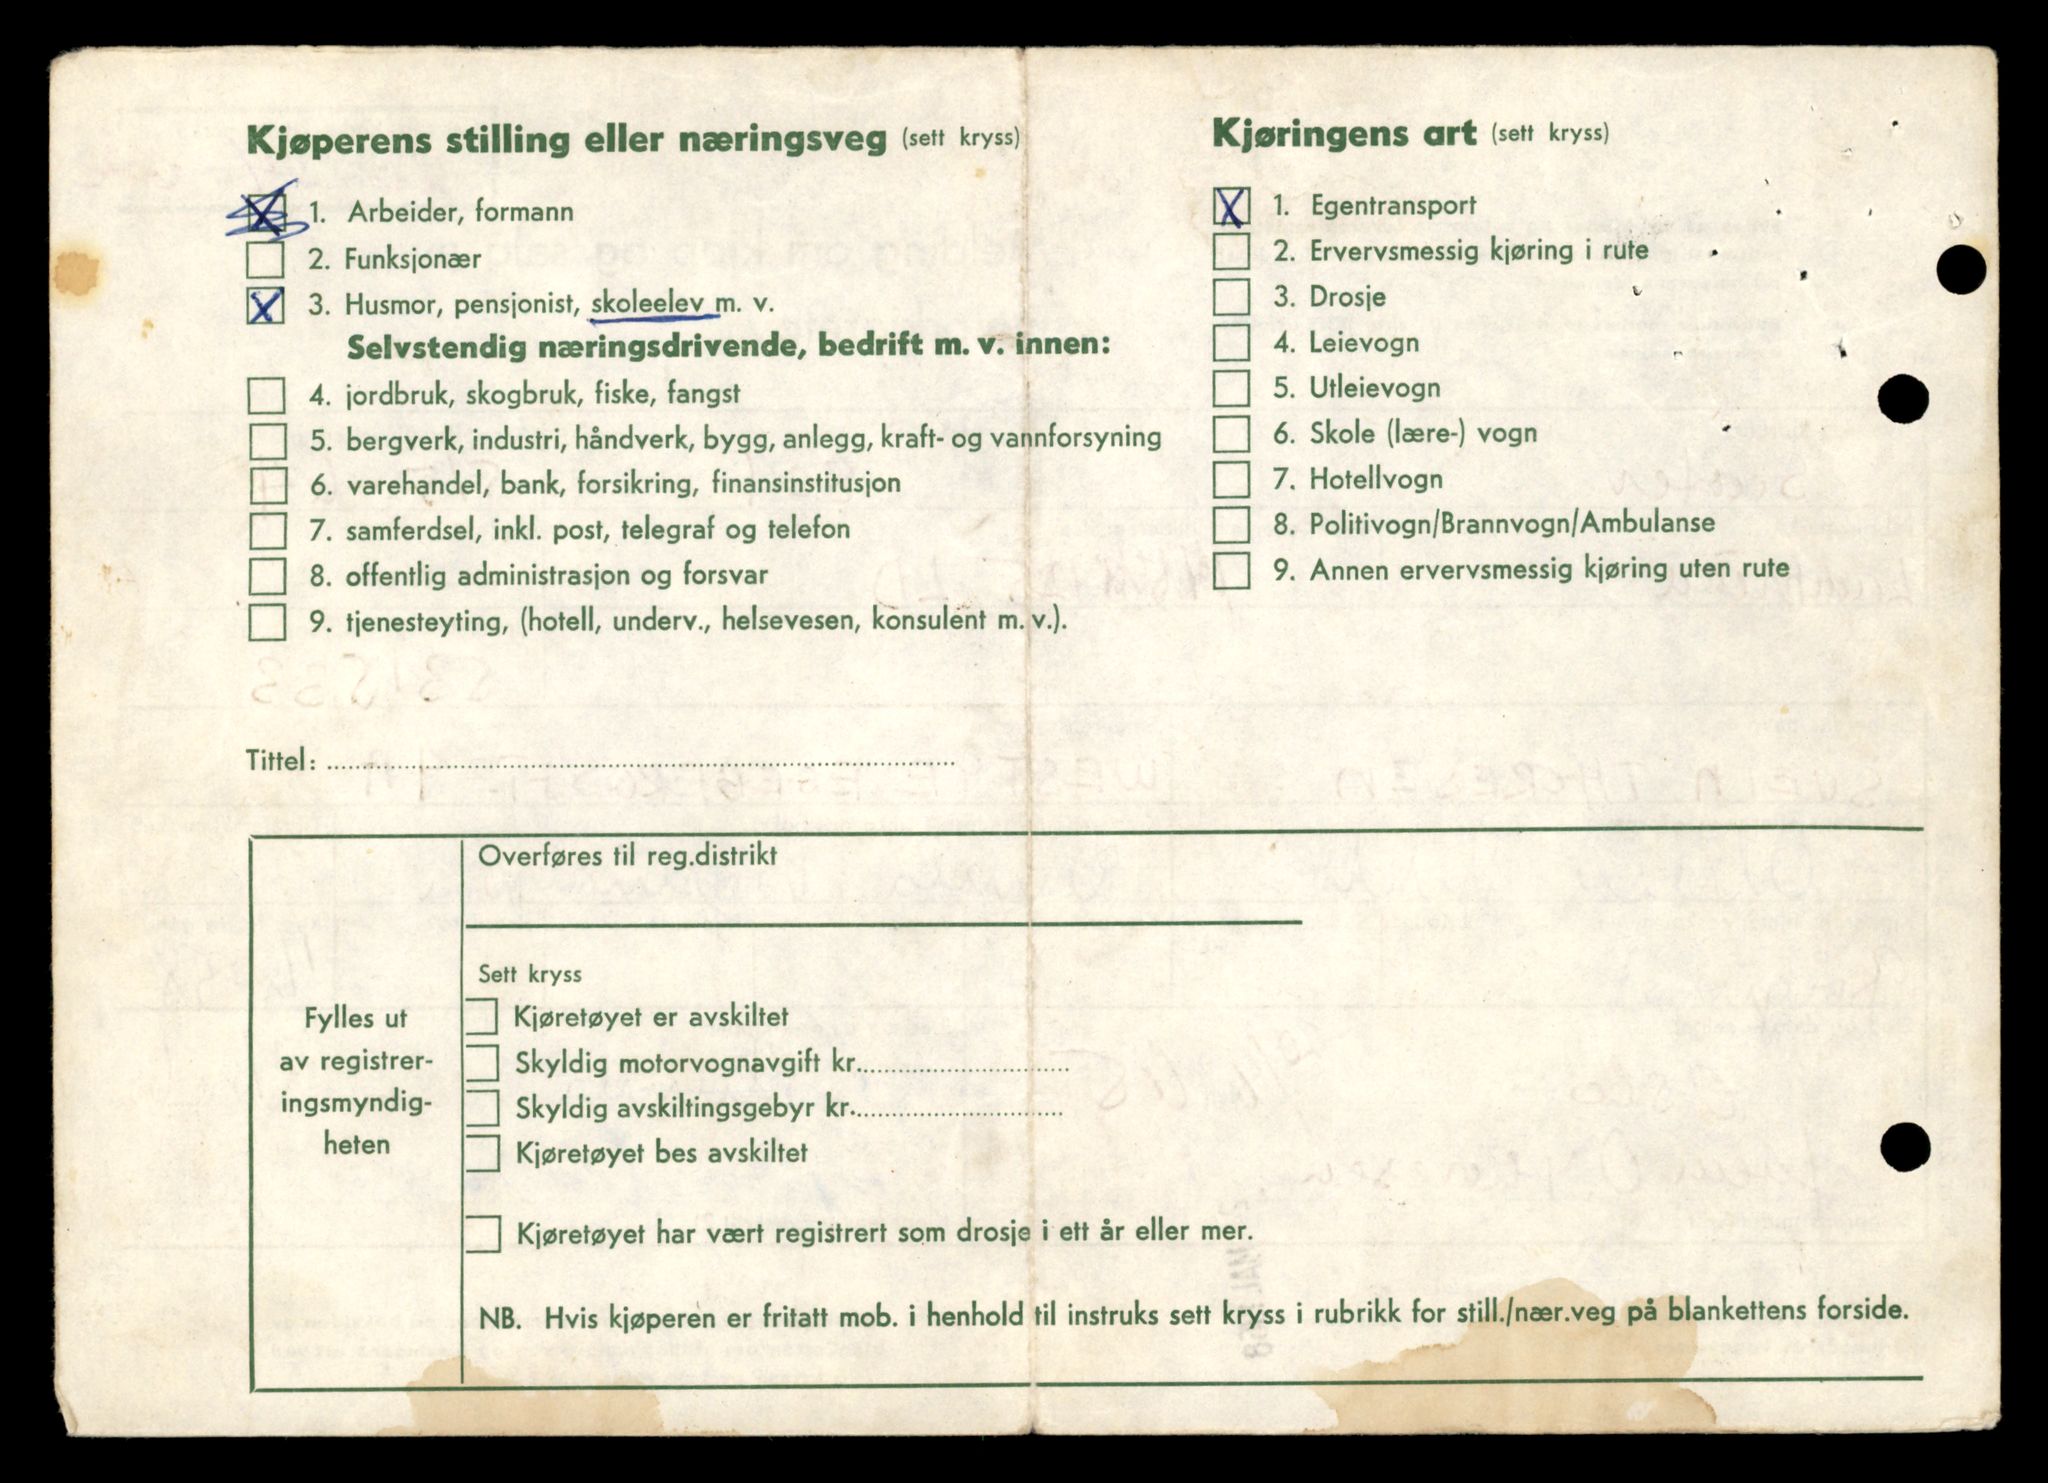 Kjøperens stilling eller næringsveg (sett kryss)
1. Arbeider, formann
2. Funksjonær
3. Husmor, pensjonist, skoleelev m. v.
Selvstendig næringsdrivende, bedrift m. v. innen:
4. jordbruk, skogbruk, fiske, fangst
5. bergverk, industri, håndverk, bygg, anlegg, kraft- og vannforsyning
6. varehandel, bank, forsikring, finansinstitusjon
7. samferdsel, inkl. post, telegraf og telefon
8. offentlig administrasjon og forsvar
9. tjenesteyting, (hotell, underv., helsevesen, konsulent m. v.).
Tittel:
Kjøringens art (sett kryss)
1. Egentransport
2. Ervervsmessig kjøring i rute
3. Drosje
4. Leievogn
5. Utleievogn
6. Skole (lære-) vogn
7. Hotellvogn
8. Politivogn/Brannvogn/Ambulanse
9. Annen ervervsmessig kjøring uten rute
Fylles ut
av registrer-
ingsmyndig-
heten
Overføres til reg.distrikt
Sett kryss
Kjøretøyet er avskiltet
Skyldig motorvognavgift kr.
Skyldig avskiltingsgebyr kr.
Kjøretøyet bes avskiltet
Kjøretøyet har vært registrert som drosje i ett år eller mer.
NB. Hvis kjøperen er fritatt mob. i henhold til instruks sett kryss i rubrikk for still./nær.veg på blankettens forside.